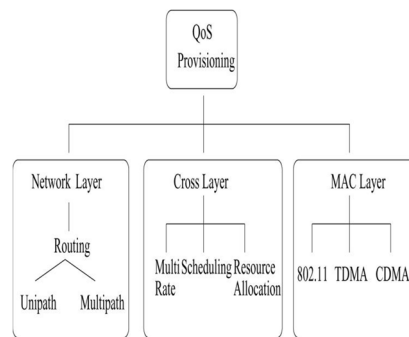 QoS
Provisioning
Network Layer
Routing
Unipath
Multipath
Cross Layer
Multi
Rate
Scheduling
Resource
Allocation
MAC Layer
802.11
TDMA
CDMA